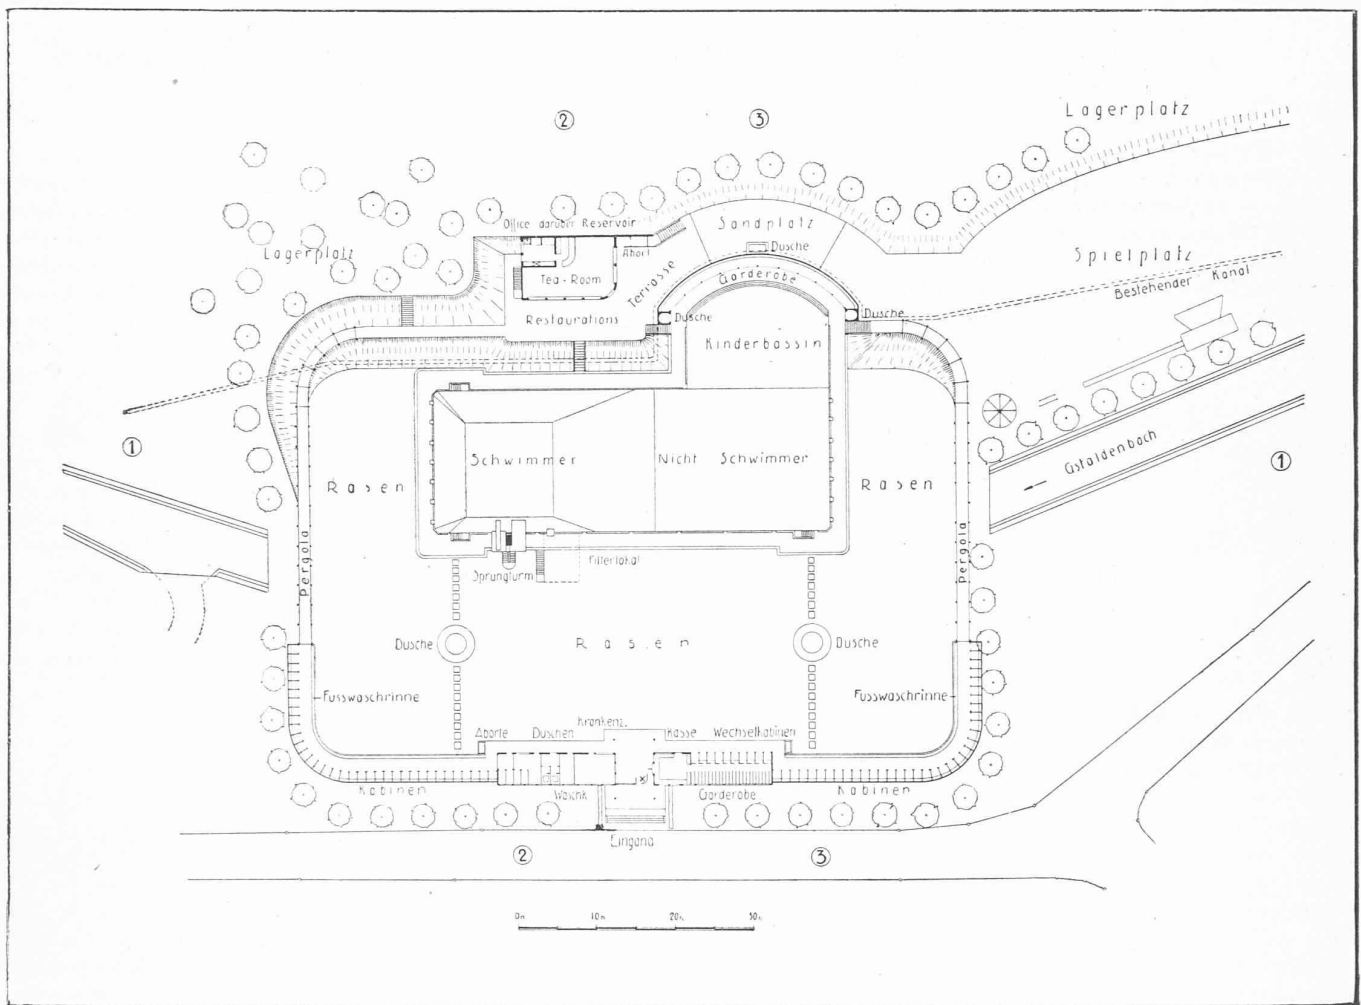 ② ③
Lagerplatz
Office darüber Reservoir
Sandplatz
Abort
Dusche
Lagerplatz
Spielplatz
Tea-Room
Terrasse
Garderobe
Bestehender Kanal
Restaurations
Dusche
Dusche
Kinderbassin
①
Schwimmer
Nicht Schwimmer
Gstaldenbach
①
Rasen
Rasen
Pergola
Pergola
Filterlokal
Sprungturm
Dusche
Rasen
Dusche
Fusswaschrinne
Fusswaschrinne
Krankenz.
Aborte Duschen
Kasse Wechselkabinen
Kabinen
Waschk.
Garderobe
Kabinen
Eingang
② ③
0m 10m 20m 30m